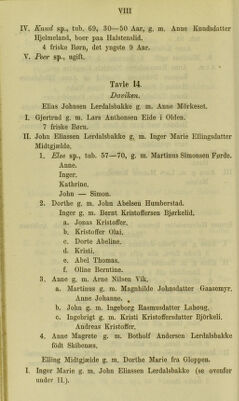 VIII
IV. Knud sp., tub. 69, 30—50 Aar, g. m. Anne Knudsdatter
Hjelmeland, boer paa Halstenslid.
4 friske Børn, det yngste 9 Aar.
V. Peer sp., ugift.
Tavle 14.
Daviken.
Elias Johnsen Lerdalsbakke g. m. Anne Mörkeset.
I. Gjertrud g. m. Lars Anthonsen Eide i Olden.
7 friske Børn.
II. John Eliassen Lerdalsbakke g. m. Inger Marie Ellingsdatter
Midtgjælde.
1. Else sp., tub. 57—70, g. m. Martinus Simonsen Førde.
Anne.
Inger.
Kathrine.
John — Simon.
2. Dorthe g. m. John Abelsen Humberstad.
Inger g. m. Berat Kristoffersen Bjørkelid.
a. Jonas Kristoffer.
b. Kristoffer Olai.
c. Dorte Abeline.
d. Kristi.
e. Abel Thomas.
f. Oline Berntine.
3. Anne g. m. Arne Nilsen Vik.
a. Martinus g. m. Magnhilde Johnsdatter Gaasemyr.
Anne Johanne.
b. John g. m. Ingeborg Rasmusdatter Laboug.
c. Ingebrigt g. m. Kristi Kristoffersdatter Bjørkeli.
Andreas Kristoffer.
4. Anne Magrete g. m. Botholf Andersen Lerdalsbakke
født Skibenæs.
Elling Midtgjælde g. m. Dorthe Marie fra Gloppen.
I. Inger Marie g. m. John Eliassen Lerdalsbakke (se ovenfor
under II.).